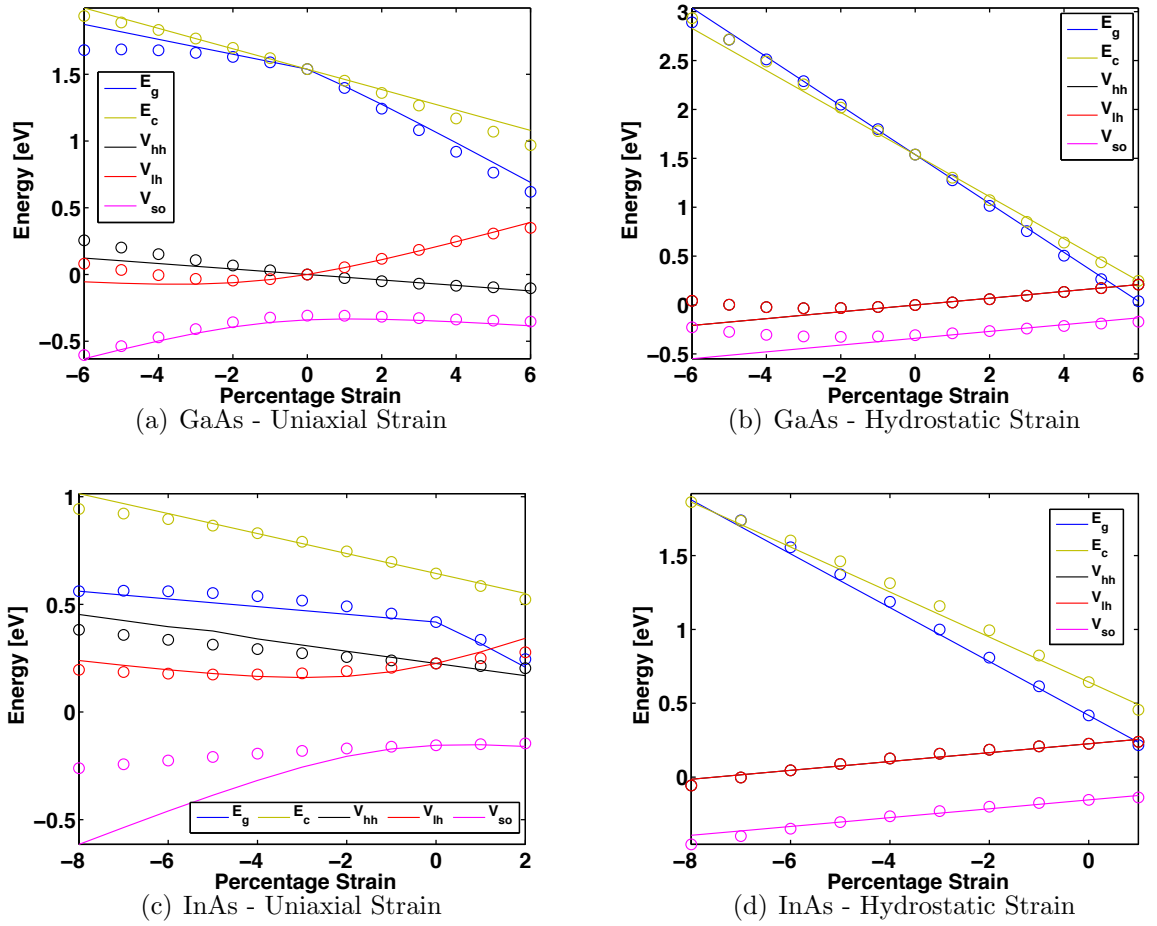 Energy [eV]
1.5
1
0.5
0
−0.5
E_g
E_c
V_hh
V_lh
V_so
−6 −4 −2 0 2 4 6
Percentage Strain
(a) GaAs - Uniaxial Strain
Energy [eV]
3
2.5
2
1.5
1
0.5
0
−0.5
E_g
E_c
V_hh
V_lh
V_so
−6 −4 −2 0 2 4 6
Percentage Strain
(b) GaAs - Hydrostatic Strain
Energy [eV]
1
0.5
0
−0.5
E_g E_c V_hh V_lh V_so
−8 −6 −4 −2 0 2
Percentage Strain
(c) InAs - Uniaxial Strain
Energy [eV]
1.5
1
0.5
0
E_g
E_c
V_hh
V_lh
V_so
−8 −6 −4 −2 0
Percentage Strain
(d) InAs - Hydrostatic Strain